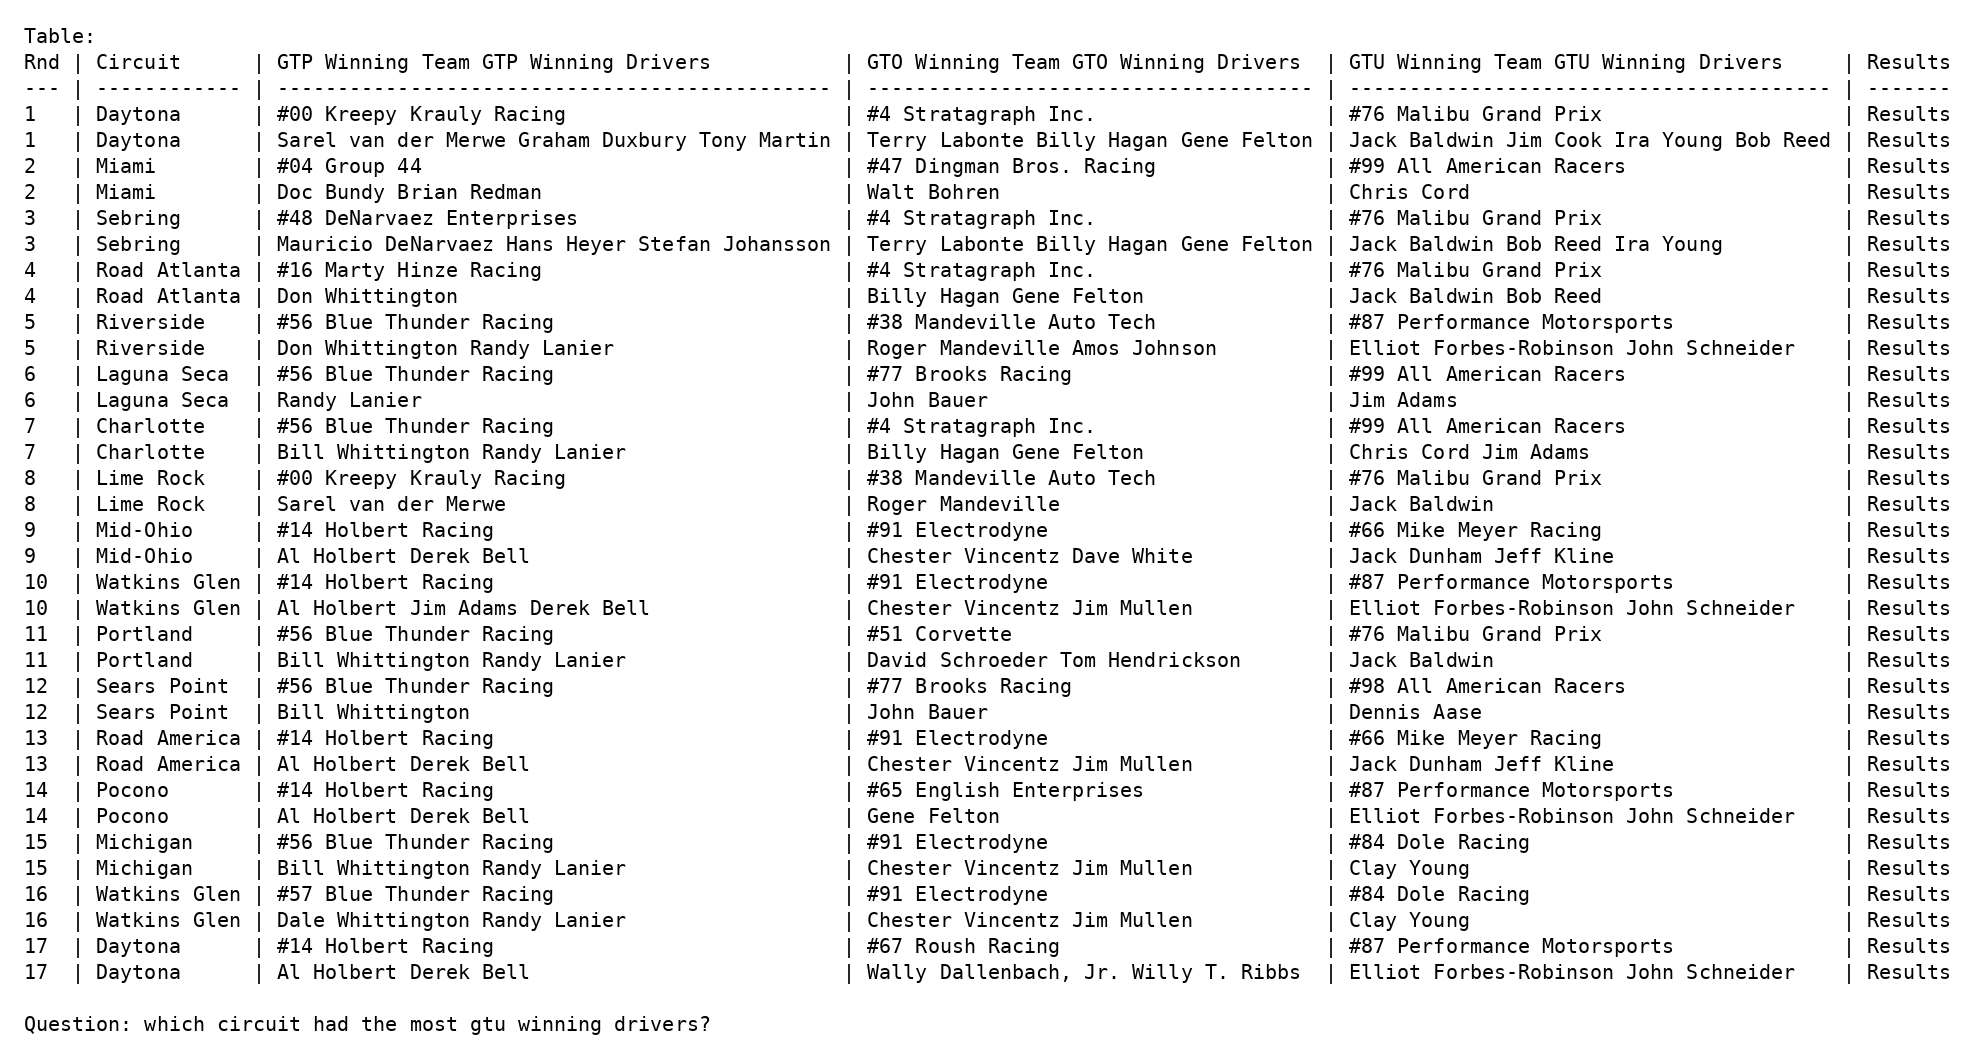 Table:
Rnd | Circuit      | GTP Winning Team GTP Winning Drivers           | GTO Winning Team GTO Winning Drivers  | GTU Winning Team GTU Winning Drivers     | Results
--- | ------------ | ---------------------------------------------- | ------------------------------------- | ---------------------------------------- | -------
1   | Daytona      | #00 Kreepy Krauly Racing                       | #4 Stratagraph Inc.                   | #76 Malibu Grand Prix                    | Results
1   | Daytona      | Sarel van der Merwe Graham Duxbury Tony Martin | Terry Labonte Billy Hagan Gene Felton | Jack Baldwin Jim Cook Ira Young Bob Reed | Results
2   | Miami        | #04 Group 44                                   | #47 Dingman Bros. Racing              | #99 All American Racers                  | Results
2   | Miami        | Doc Bundy Brian Redman                         | Walt Bohren                           | Chris Cord                               | Results
3   | Sebring      | #48 DeNarvaez Enterprises                      | #4 Stratagraph Inc.                   | #76 Malibu Grand Prix                    | Results
3   | Sebring      | Mauricio DeNarvaez Hans Heyer Stefan Johansson | Terry Labonte Billy Hagan Gene Felton | Jack Baldwin Bob Reed Ira Young          | Results
4   | Road Atlanta | #16 Marty Hinze Racing                         | #4 Stratagraph Inc.                   | #76 Malibu Grand Prix                    | Results
4   | Road Atlanta | Don Whittington                                | Billy Hagan Gene Felton               | Jack Baldwin Bob Reed                    | Results
5   | Riverside    | #56 Blue Thunder Racing                        | #38 Mandeville Auto Tech              | #87 Performance Motorsports              | Results
5   | Riverside    | Don Whittington Randy Lanier                   | Roger Mandeville Amos Johnson         | Elliot Forbes-Robinson John Schneider    | Results
6   | Laguna Seca  | #56 Blue Thunder Racing                        | #77 Brooks Racing                     | #99 All American Racers                  | Results
6   | Laguna Seca  | Randy Lanier                                   | John Bauer                            | Jim Adams                                | Results
7   | Charlotte    | #56 Blue Thunder Racing                        | #4 Stratagraph Inc.                   | #99 All American Racers                  | Results
7   | Charlotte    | Bill Whittington Randy Lanier                  | Billy Hagan Gene Felton               | Chris Cord Jim Adams                     | Results
8   | Lime Rock    | #00 Kreepy Krauly Racing                       | #38 Mandeville Auto Tech              | #76 Malibu Grand Prix                    | Results
8   | Lime Rock    | Sarel van der Merwe                            | Roger Mandeville                      | Jack Baldwin                             | Results
9   | Mid-Ohio     | #14 Holbert Racing                             | #91 Electrodyne                       | #66 Mike Meyer Racing                    | Results
9   | Mid-Ohio     | Al Holbert Derek Bell                          | Chester Vincentz Dave White           | Jack Dunham Jeff Kline                   | Results
10  | Watkins Glen | #14 Holbert Racing                             | #91 Electrodyne                       | #87 Performance Motorsports              | Results
10  | Watkins Glen | Al Holbert Jim Adams Derek Bell                | Chester Vincentz Jim Mullen           | Elliot Forbes-Robinson John Schneider    | Results
11  | Portland     | #56 Blue Thunder Racing                        | #51 Corvette                          | #76 Malibu Grand Prix                    | Results
11  | Portland     | Bill Whittington Randy Lanier                  | David Schroeder Tom Hendrickson       | Jack Baldwin                             | Results
12  | Sears Point  | #56 Blue Thunder Racing                        | #77 Brooks Racing                     | #98 All American Racers                  | Results
12  | Sears Point  | Bill Whittington                               | John Bauer                            | Dennis Aase                              | Results
13  | Road America | #14 Holbert Racing                             | #91 Electrodyne                       | #66 Mike Meyer Racing                    | Results
13  | Road America | Al Holbert Derek Bell                          | Chester Vincentz Jim Mullen           | Jack Dunham Jeff Kline                   | Results
14  | Pocono       | #14 Holbert Racing                             | #65 English Enterprises               | #87 Performance Motorsports              | Results
14  | Pocono       | Al Holbert Derek Bell                          | Gene Felton                           | Elliot Forbes-Robinson John Schneider    | Results
15  | Michigan     | #56 Blue Thunder Racing                        | #91 Electrodyne                       | #84 Dole Racing                          | Results
15  | Michigan     | Bill Whittington Randy Lanier                  | Chester Vincentz Jim Mullen           | Clay Young                               | Results
16  | Watkins Glen | #57 Blue Thunder Racing                        | #91 Electrodyne                       | #84 Dole Racing                          | Results
16  | Watkins Glen | Dale Whittington Randy Lanier                  | Chester Vincentz Jim Mullen           | Clay Young                               | Results
17  | Daytona      | #14 Holbert Racing                             | #67 Roush Racing                      | #87 Performance Motorsports              | Results
17  | Daytona      | Al Holbert Derek Bell                          | Wally Dallenbach, Jr. Willy T. Ribbs  | Elliot Forbes-Robinson John Schneider    | Results
Question: which circuit had the most gtu winning drivers?